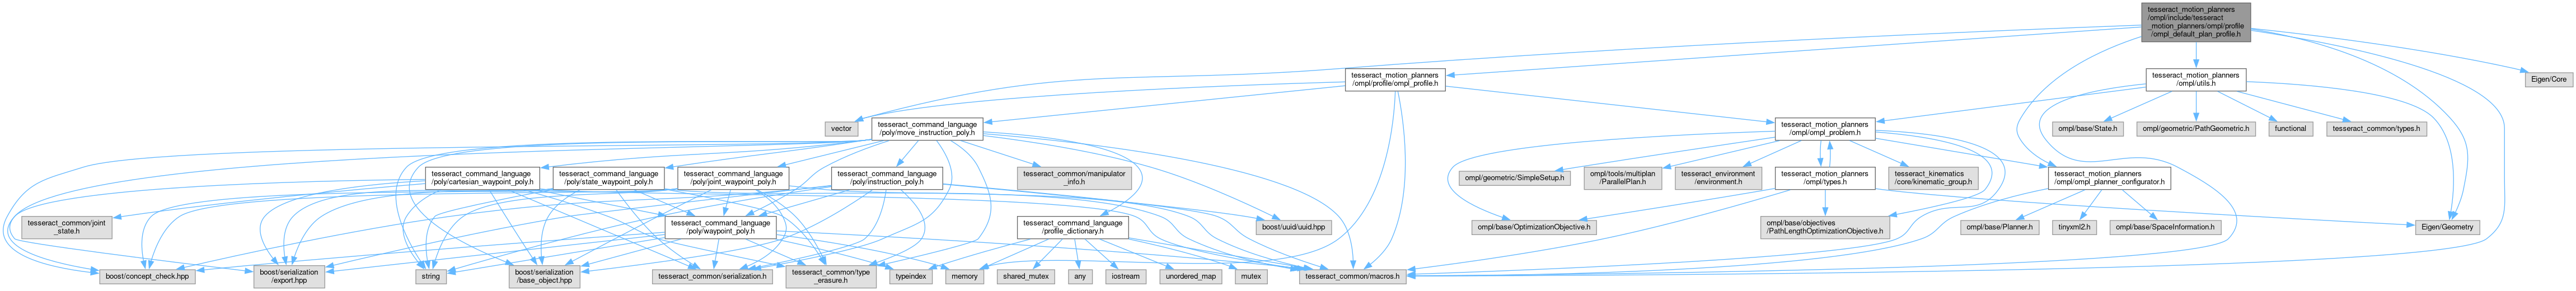 tesseract_motion_planners
/ompl/include/tesseract
_motion_planners/ompl/profile
/ompl_default_plan_profile.h
tesseract_motion_planners
/ompl/profile/ompl_profile.h
tesseract_motion_planners
/ompl/utils.h
Eigen/Core
vector
tesseract_command_language
/poly/move_instruction_poly.h
tesseract_motion_planners
/ompl/ompl_problem.h
ompl/base/State.h
ompl/geometric/PathGeometric.h
functional
tesseract_common/types.h
tesseract_command_language
/poly/cartesian_waypoint_poly.h
tesseract_command_language
/poly/state_waypoint_poly.h
tesseract_command_language
/poly/joint_waypoint_poly.h
tesseract_command_language
/poly/instruction_poly.h
tesseract_common/manipulator
_info.h
ompl/geometric/SimpleSetup.h
ompl/tools/multiplan
/ParallelPlan.h
tesseract_environment
/environment.h
tesseract_motion_planners
/ompl/types.h
tesseract_kinematics
/core/kinematic_group.h
tesseract_motion_planners
/ompl/ompl_planner_configurator.h
tesseract_common/joint
_state.h
tesseract_command_language
/poly/waypoint_poly.h
tesseract_command_language
/profile_dictionary.h
boost/uuid/uuid.hpp
ompl/base/OptimizationObjective.h
ompl/base/objectives
/PathLengthOptimizationObjective.h
ompl/base/Planner.h
tinyxml2.h
ompl/base/SpaceInformation.h
Eigen/Geometry
boost/concept_check.hpp
boost/serialization
/export.hpp
string
boost/serialization
/base_object.hpp
tesseract_common/serialization.h
tesseract_common/type
_erasure.h
typeindex
memory
shared_mutex
any
iostream
unordered_map
mutex
tesseract_common/macros.h